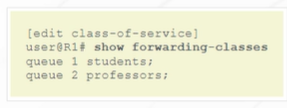 [edit class-of-service]
user@R1# show forwarding-classes
queue 1 students;
queue 2 professors;